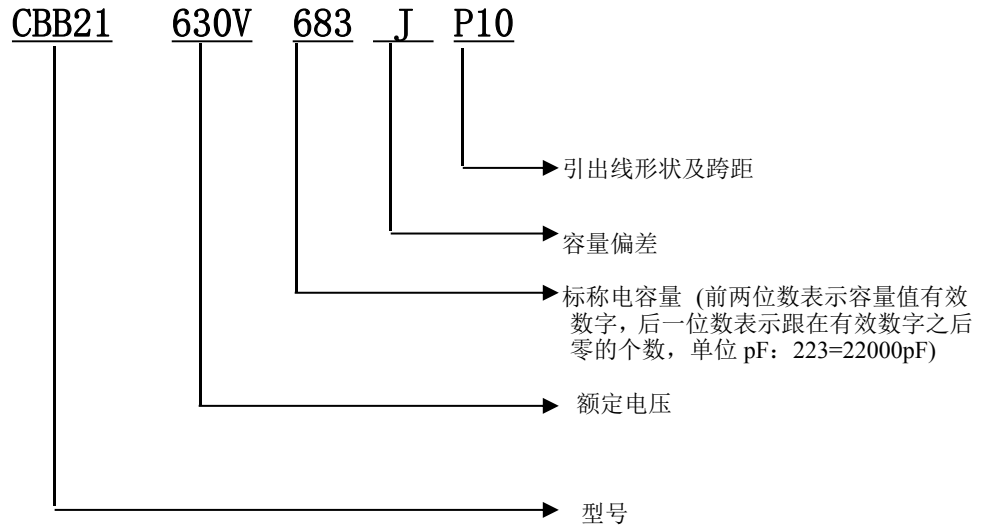 CBB21 630V 683 J P10
引出线形状及跨距
容量偏差
标称电容量 (前两位数表示容量值有效
数字，后一位数表示跟在有效数字之后
零的个数，单位 pF：223=22000pF)
额定电压
型号